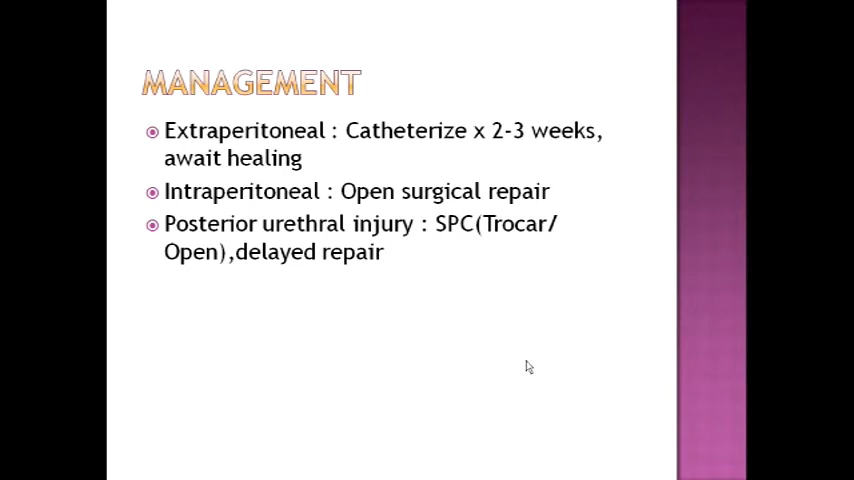 MANAGEMENT
Extraperitoneal : Catheterize x 2-3 weeks,
await healing
Intraperitoneal : Open surgical repair
Posterior urethral injury : SPC(Trocar/
Open),delayed repair